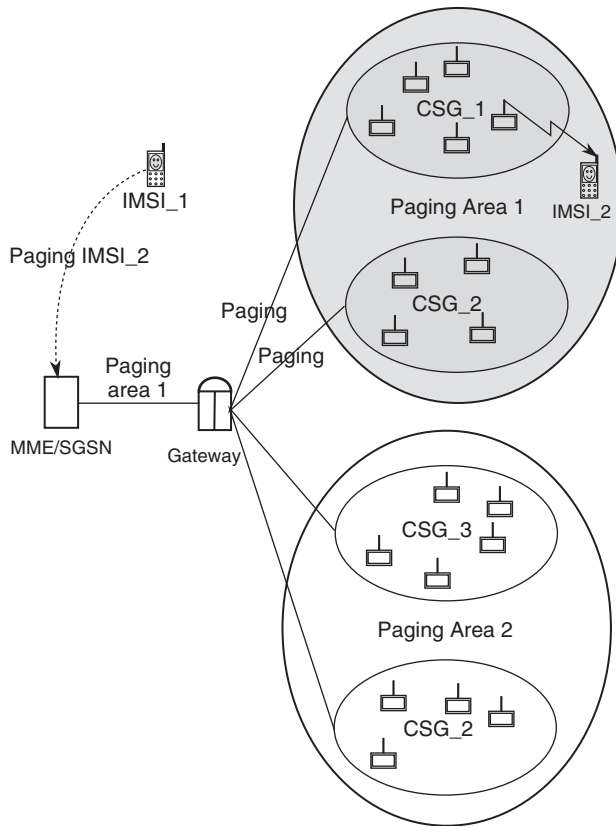 CSG_1
IMSI_1
Paging Area 1
IMSI_2
Paging IMSI_2
CSG_2
Paging
Paging
Paging
area 1
MME/SGSN
Gateway
CSG_3
Paging Area 2
CSG_2